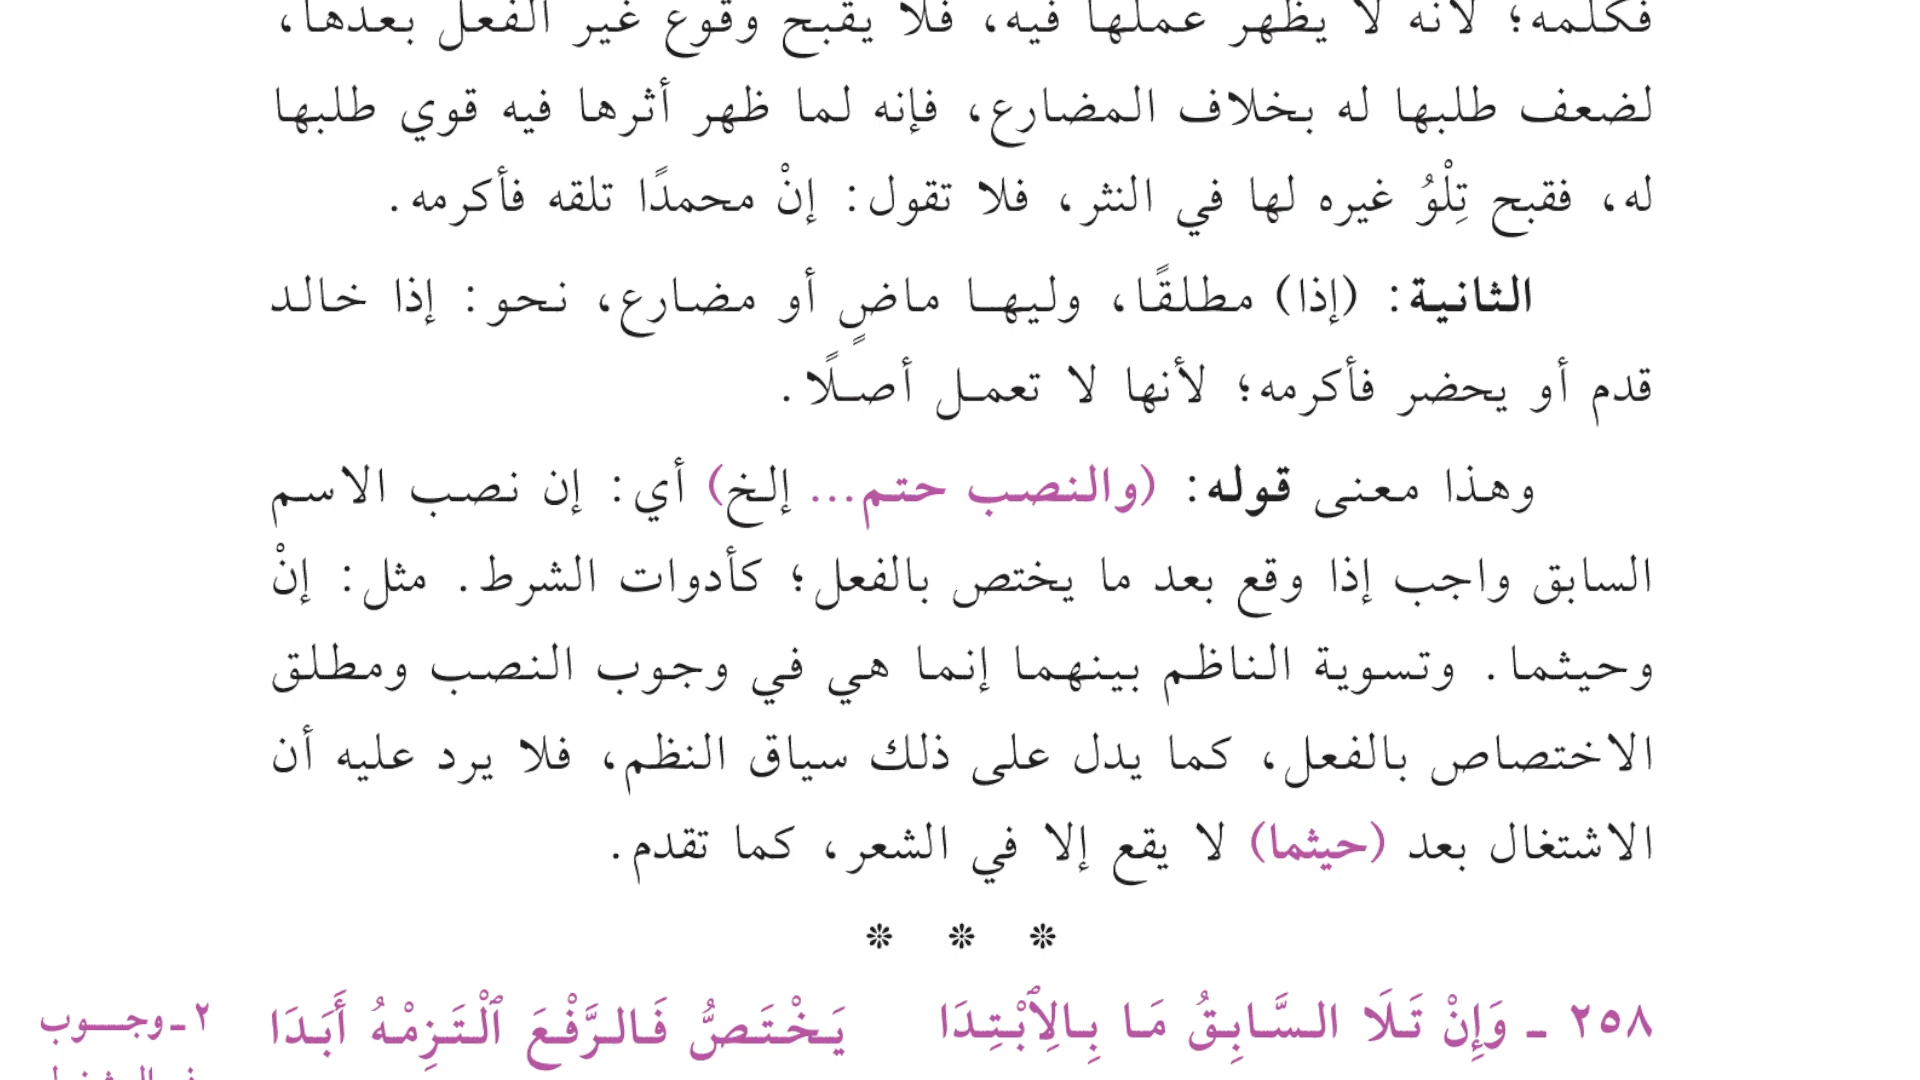 فكلمه؛ لأنه لا يظهر عملها فيه، فلا يقبح وقوع غير الفعل بعدها،
لضعف طلبها له بخلاف المضارع، فإنه لما ظهر أثرها فيه قوي طلبها
له، فقبح تِلْوُ غيره لها في النثر، فلا تقول: إنْ محمدًا تلقه فأكرمه.
الثانية: (إذا) مطلقًا، وليها ماضٍ أو مضارع، نحو: إذا خالد
قدم أو يحضر فأكرمه؛ لأنها لا تعمل أصلًا.
وهذا معنى قوله: (والنصب حتم... إلخ) أي: إن نصب الاسم
السابق واجب إذا وقع بعد ما يختص بالفعل؛ كأدوات الشرط. مثل: إنْ
وحيثما. وتسوية الناظم بينهما إنما هي في وجوب النصب ومطلق
الاختصاص بالفعل، كما يدل على ذلك سياق النظم، فلا يرد عليه أن
الاشتغال بعد (حيثما) لا يقع إلا في الشعر، كما تقدم.
❊ ❊ ❊
٢٥٨ ـ وَإِنْ تَلَا السَّابِقُ مَا بِالِٱبْتِدَا يَخْتَصُّ فَالرَّفْعَ ٱلْتَزِمْهُ أَبَدَا
٢ ـ وجوب